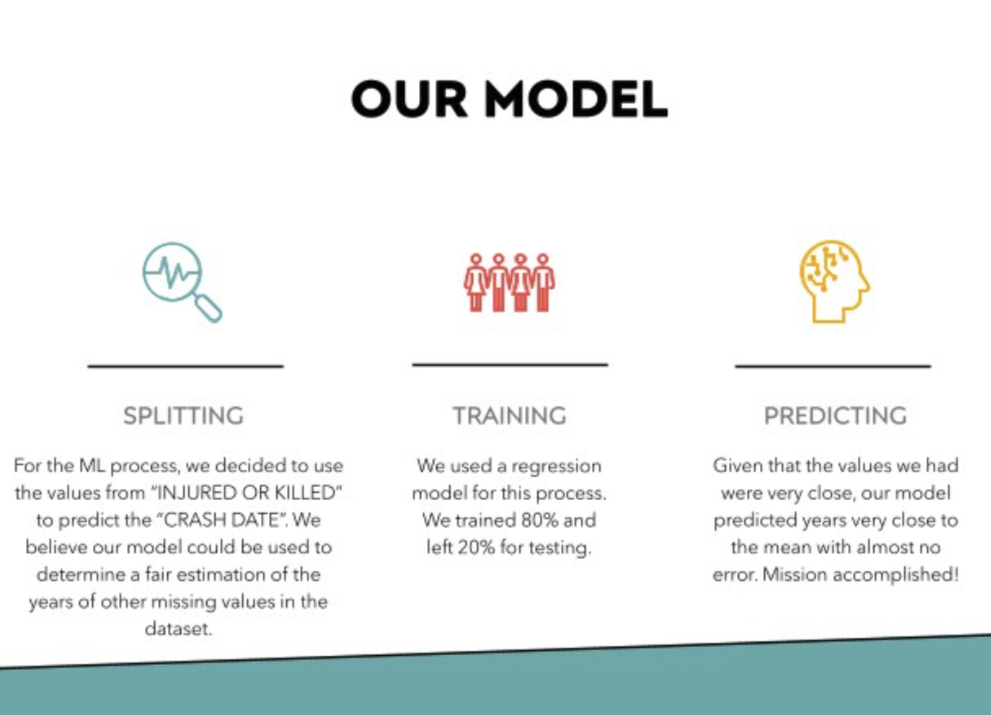 OUR MODEL
SPLITTING
For the ML process, we decided to use
the values from “INJURED OR KILLED”
to predict the “CRASH DATE”. We
believe our model could be used to
determine a fair estimation of the
years of other missing values in the
dataset.
TRAINING
We used a regression
model for this process.
We trained 80% and
left 20% for testing.
PREDICTING
Given that the values we had
were very close, our model
predicted years very close to
the mean with almost no
error. Mission accomplished!